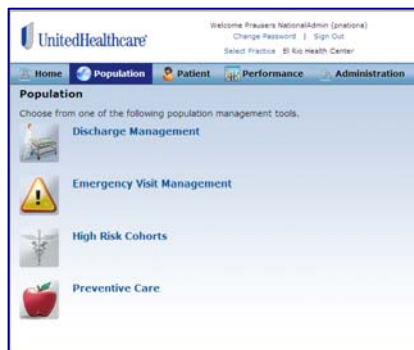 UnitedHealthcare®
Welcome Prausers NationalAdmin (pnationa)
Change Password | Sign Out
Select Practice El Rio Health Center
Home Population Patient Performance Administration
Population
Choose from one of the following population management tools.
Discharge Management
Emergency Visit Management
High Risk Cohorts
Preventive Care